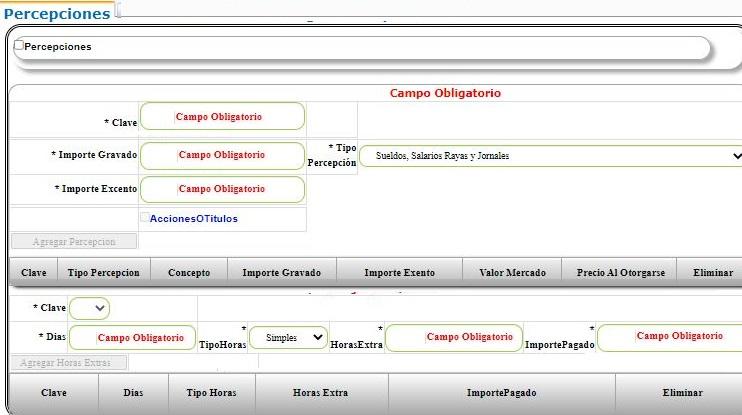 Percepciones
Percepciones
Campo Obligatorio
* Clave Campo Obligatorio
* Importe Gravado Campo Obligatorio * Tipo Percepción Sueldos, Salarios Rayas y Jornales
* Importe Excento Campo Obligatorio
AccionesOTitulos
Agregar Percepcion
Clave Tipo Percepcion Concepto Importe Gravado Importe Exento Valor Mercado Precio Al Otorgarse Eliminar
* Clave
* Dias Campo Obligatorio * TipoHoras Simples * HorasExtra Campo Obligatorio * ImportePagado Campo Obligatorio
Agregar Horas Extras
Clave Dias Tipo Horas Horas Extra ImportePagado Eliminar